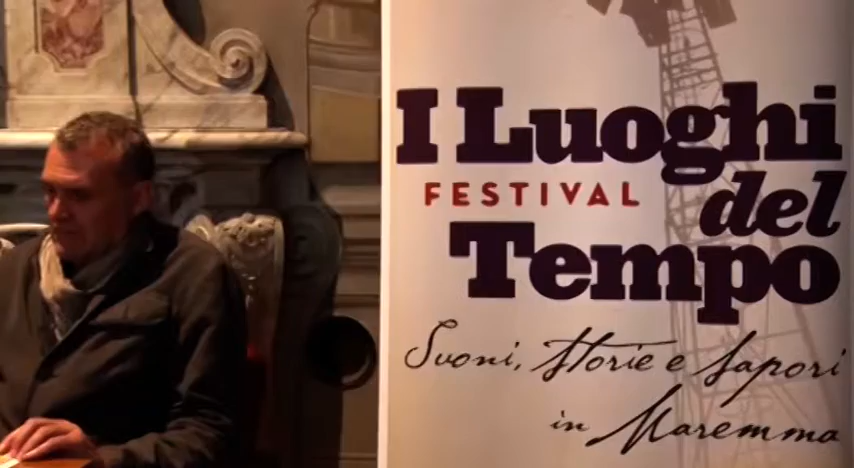 I Luoghi
FESTIVAL
del
Tempo
Suoni, Storie e Sapori
in Maremma